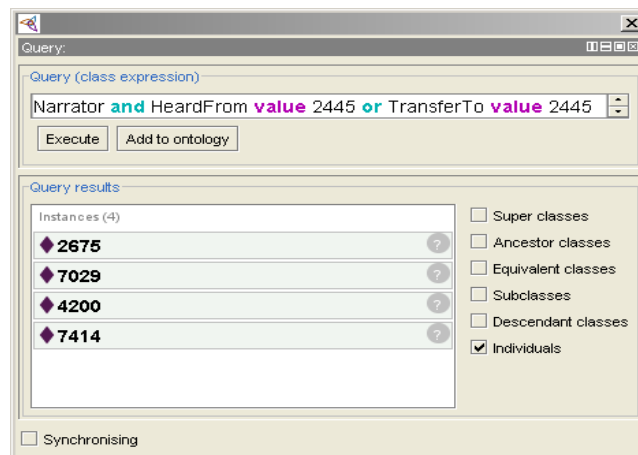 Query:
Query (class expression)
Narrator and HeardFrom value 2445 or TransferTo value 2445
Execute Add to ontology
Query results
Instances (4)
2675 ?
7029 ?
4200 ?
7414 ?
Super classes
Ancestor classes
Equivalent classes
Subclasses
Descendant classes
Individuals
Synchronising